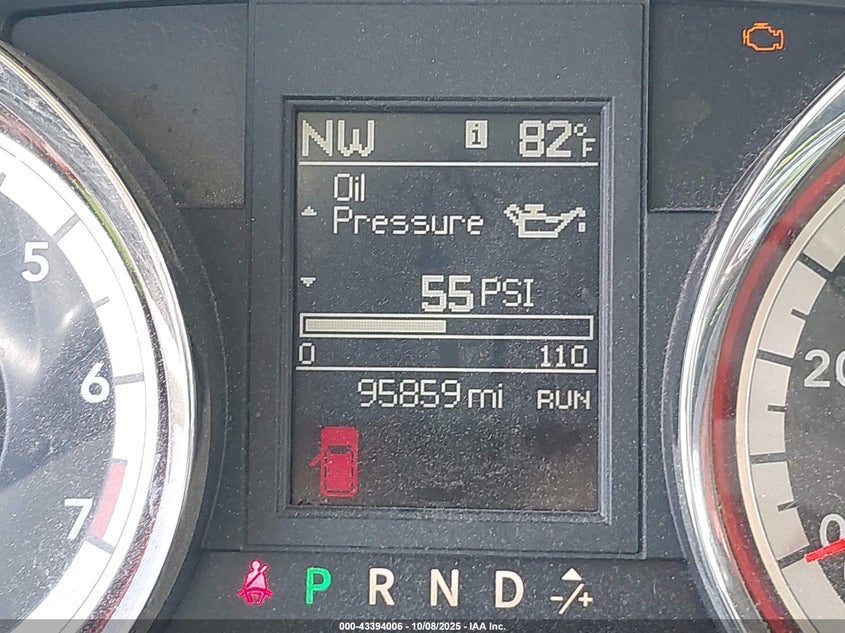 NW i 82°F
Oil
Pressure
55 PSI
0 110
95859 mi RUN
5
6
7
20
0
P R N D -/+
000-43394006 - 10/08/2025 - IAA Inc.